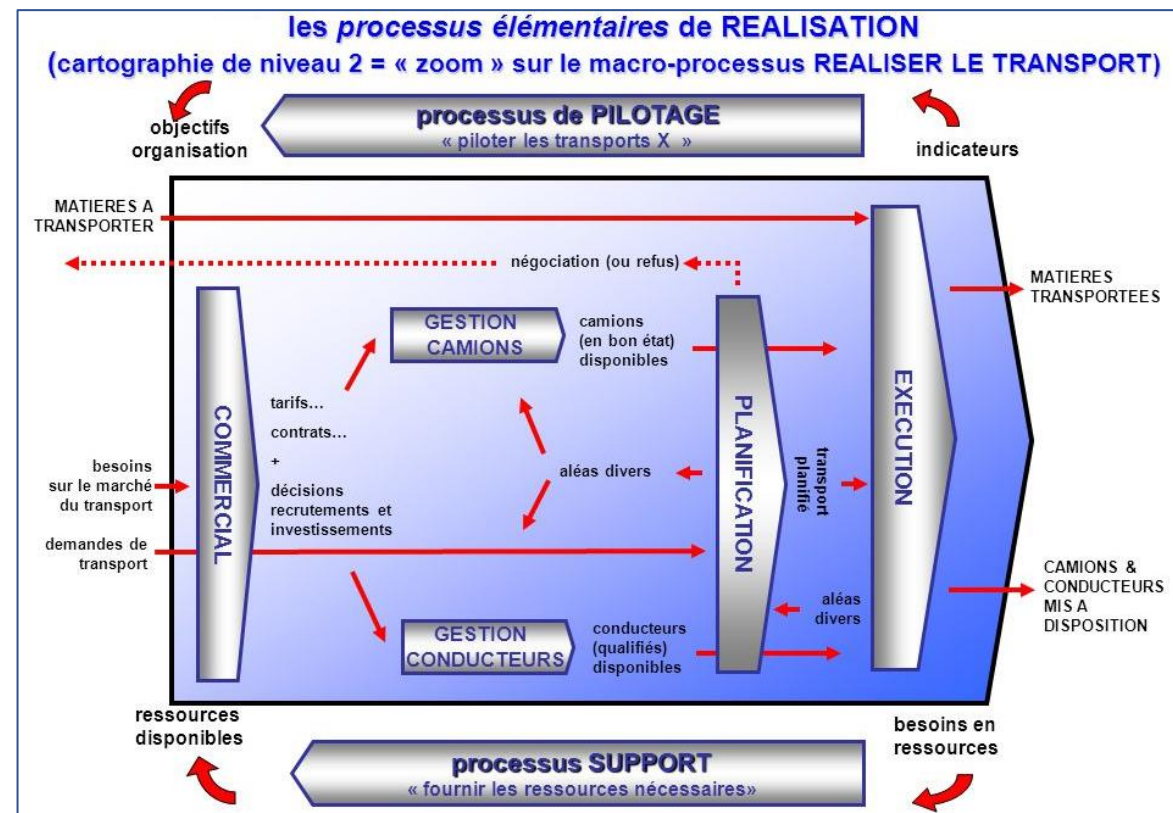 les processus élémentaires de REALISATION
(cartographie de niveau 2 = « zoom » sur le macro-processus REALISER LE TRANSPORT)
processus de PILOTAGE
« piloter les transports X »
objectifs
organisation
indicateurs
MATIERES A
TRANSPORTER
négociation (ou refus)
MATIERES
TRANSPORTEES
GESTION
CAMIONS
camions
(en bon état)
disponibles
COMMERCIAL
tarifs…
contrats…
+
décisions
recrutements et
investissements
aléas divers
PLANIFICATION
transport
planifié
EXECUTION
besoins
sur le marché
du transport
demandes de
transport
aléas
divers
CAMIONS &
CONDUCTEURS
MIS A
DISPOSITION
GESTION
CONDUCTEURS
conducteurs
(qualifiés)
disponibles
ressources
disponibles
besoins en
ressources
processus SUPPORT
« fournir les ressources nécessaires»